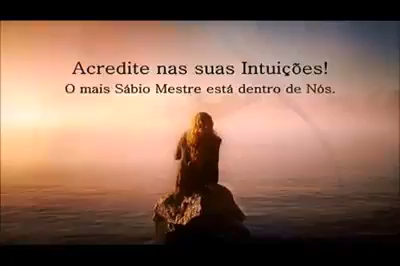 Acredite nas suas Intuições!
O mais Sábio Mestre está dentro de Nós.